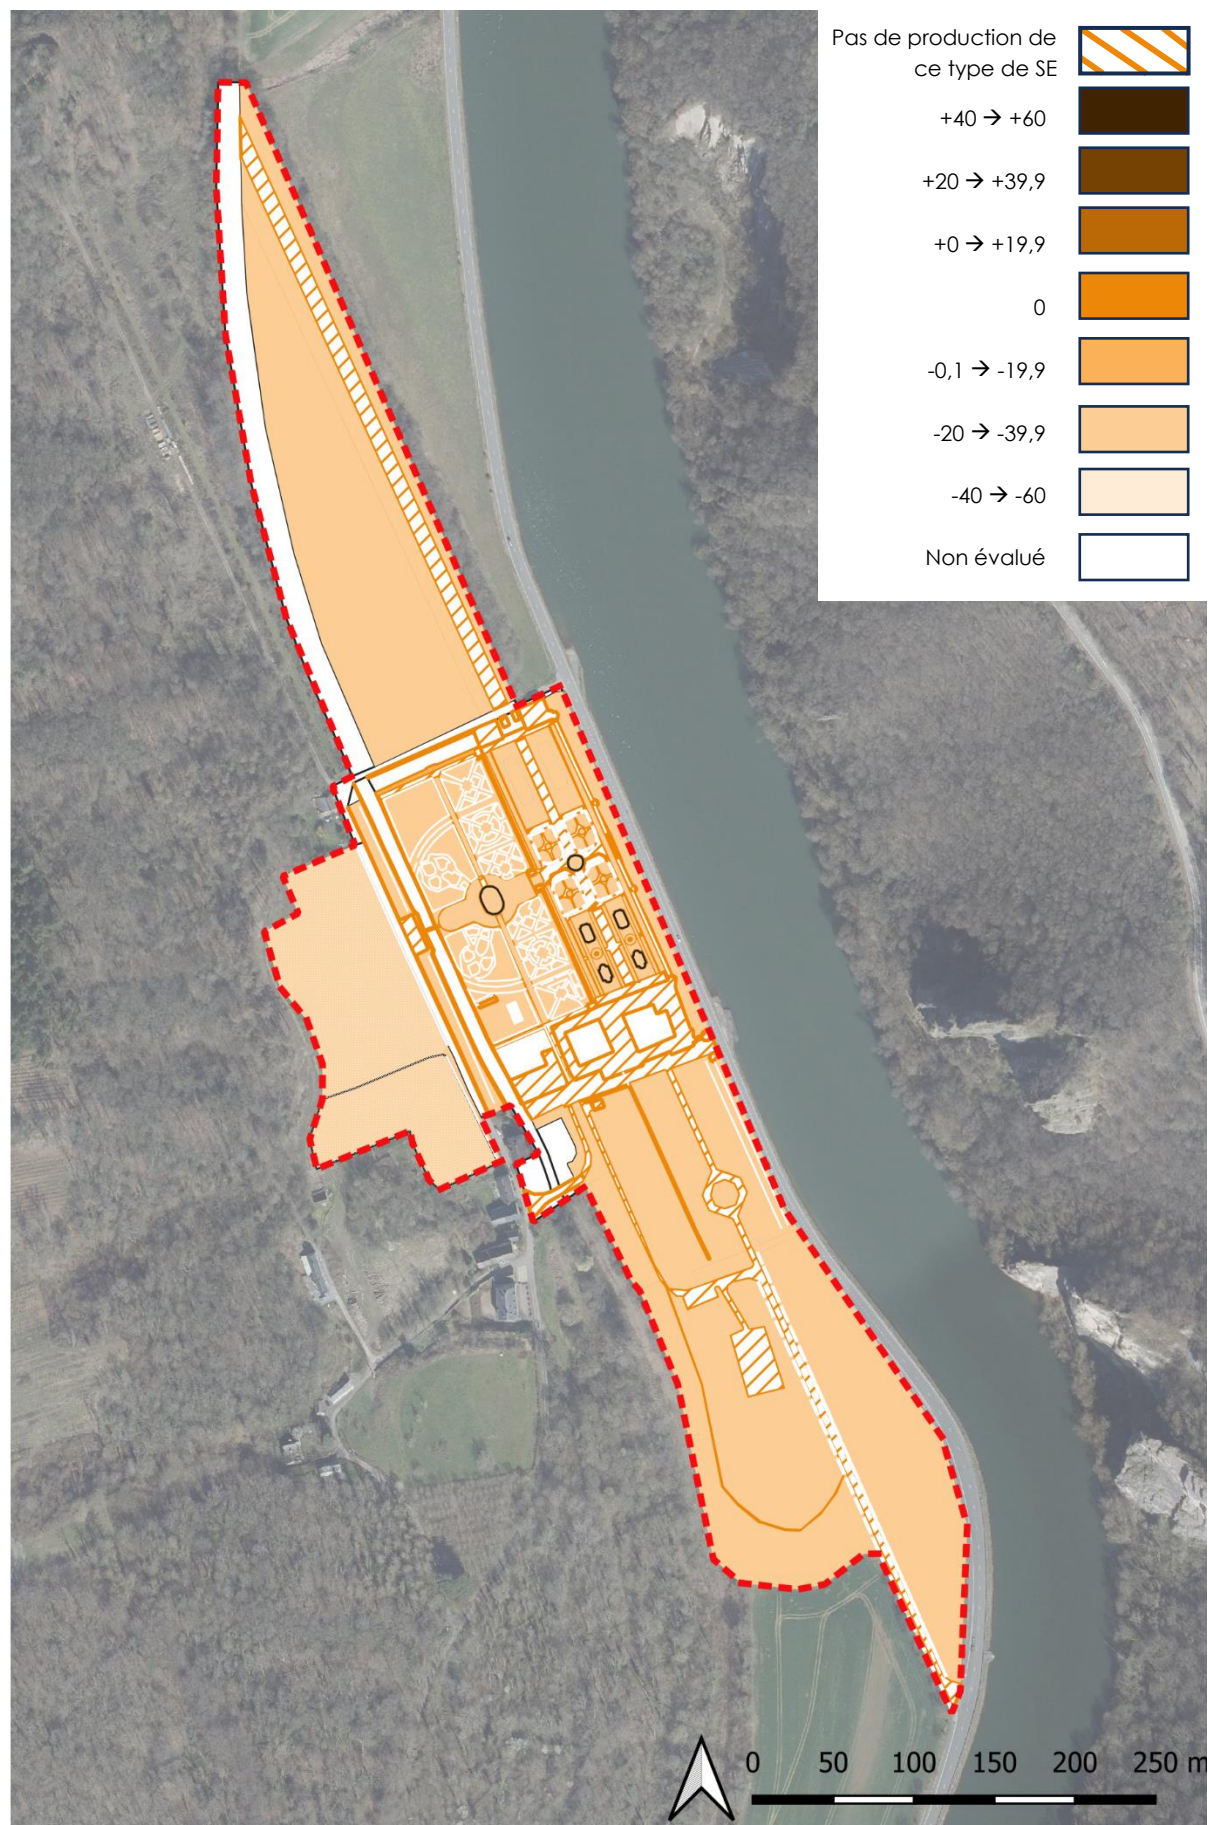 Pas de production de
ce type de SE
+40 → +60
+20 → +39,9
+0 → +19,9
0
-0,1 → -19,9
-20 → -39,9
-40 → -60
Non évalué
0 50 100 150 200 250 m